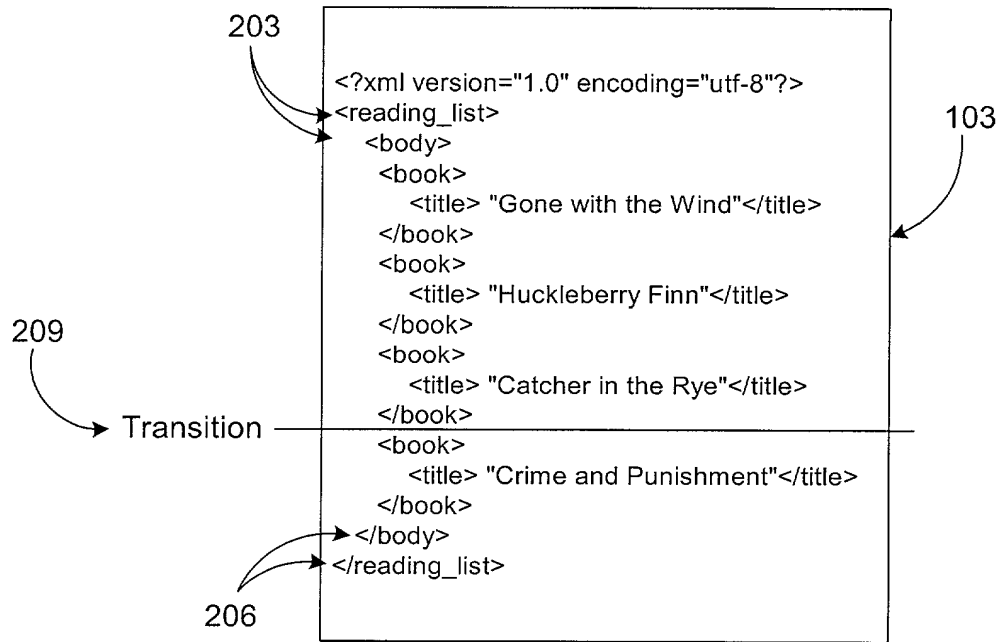 203
<?xml version="1.0" encoding="utf-8"?>
<reading_list>
103
<body>
<book>
<title> "Gone with the Wind"</title>
</book>
<book>
<title> "Huckleberry Finn"</title>
</book>
209
<book>
<title> "Catcher in the Rye"</title>
</book>
Transition
<book>
<title> "Crime and Punishment"</title>
</book>
</body>
</reading_list>
206